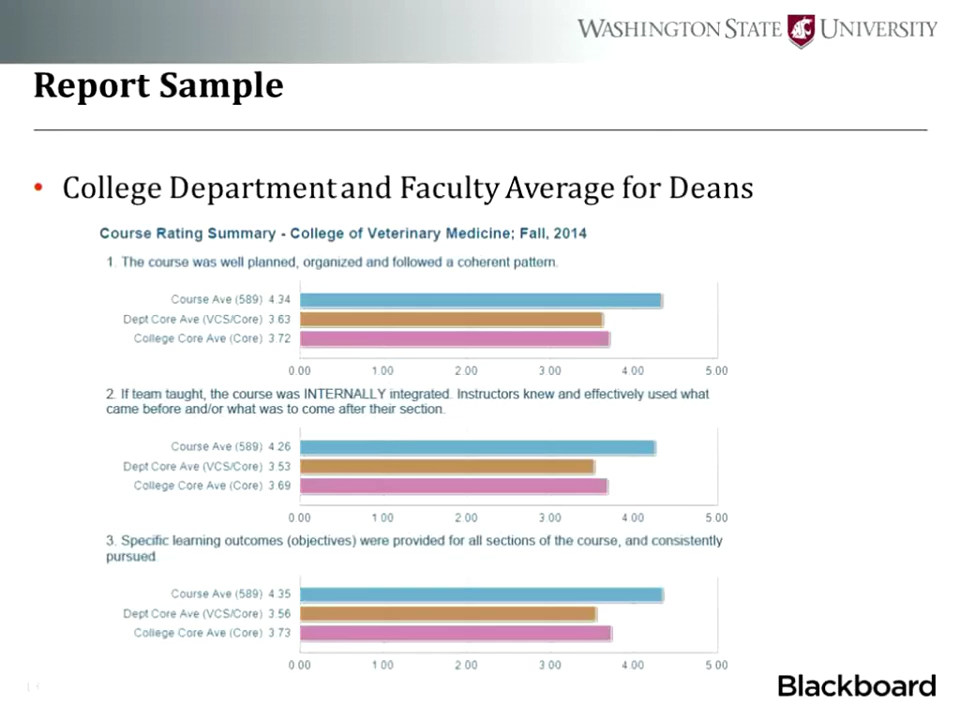 WASHINGTON STATE UNIVERSITY
Report Sample
• College Department and Faculty Average for Deans
Course Rating Summary - College of Veterinary Medicine; Fall, 2014
1. The course was well planned, organized and followed a coherent pattern.
Course Ave (589) 4.34
Dept Core Ave (VCS/Core) 3.63
College Core Ave (Core) 3.72
0.00 1.00 2.00 3.00 4.00 5.00
2. If team taught, the course was INTERNALLY integrated. Instructors knew and effectively used what
came before and/or what was to come after their section.
Course Ave (589) 4.26
Dept Core Ave (VCS/Core) 3.53
College Core Ave (Core) 3.69
0.00 1.00 2.00 3.00 4.00 5.00
3. Specific learning outcomes (objectives) were provided for all sections of the course, and consistently
pursued.
Course Ave (589) 4.35
Dept Core Ave (VCS/Core) 3.56
College Core Ave (Core) 3.73
0.00 1.00 2.00 3.00 4.00 5.00
Blackboard